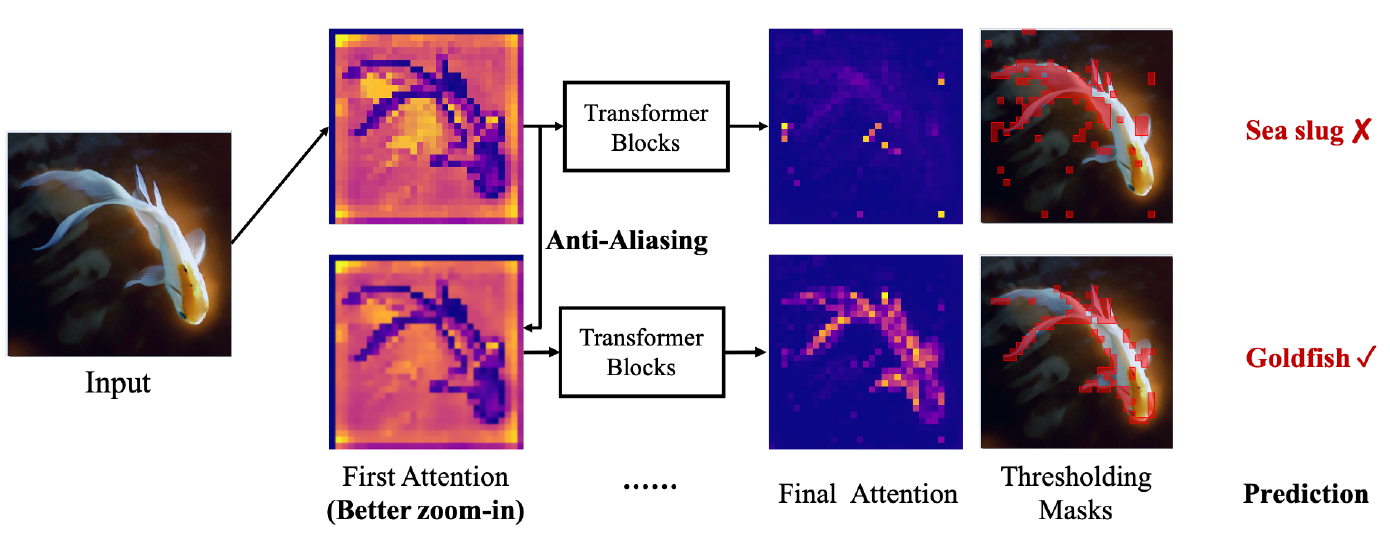 Transformer
Blocks
Sea slug ✘
Anti-Aliasing
Transformer
Blocks
Goldfish ✓
Input
First Attention
(Better zoom-in)
......
Final Attention
Thresholding
Masks
Prediction